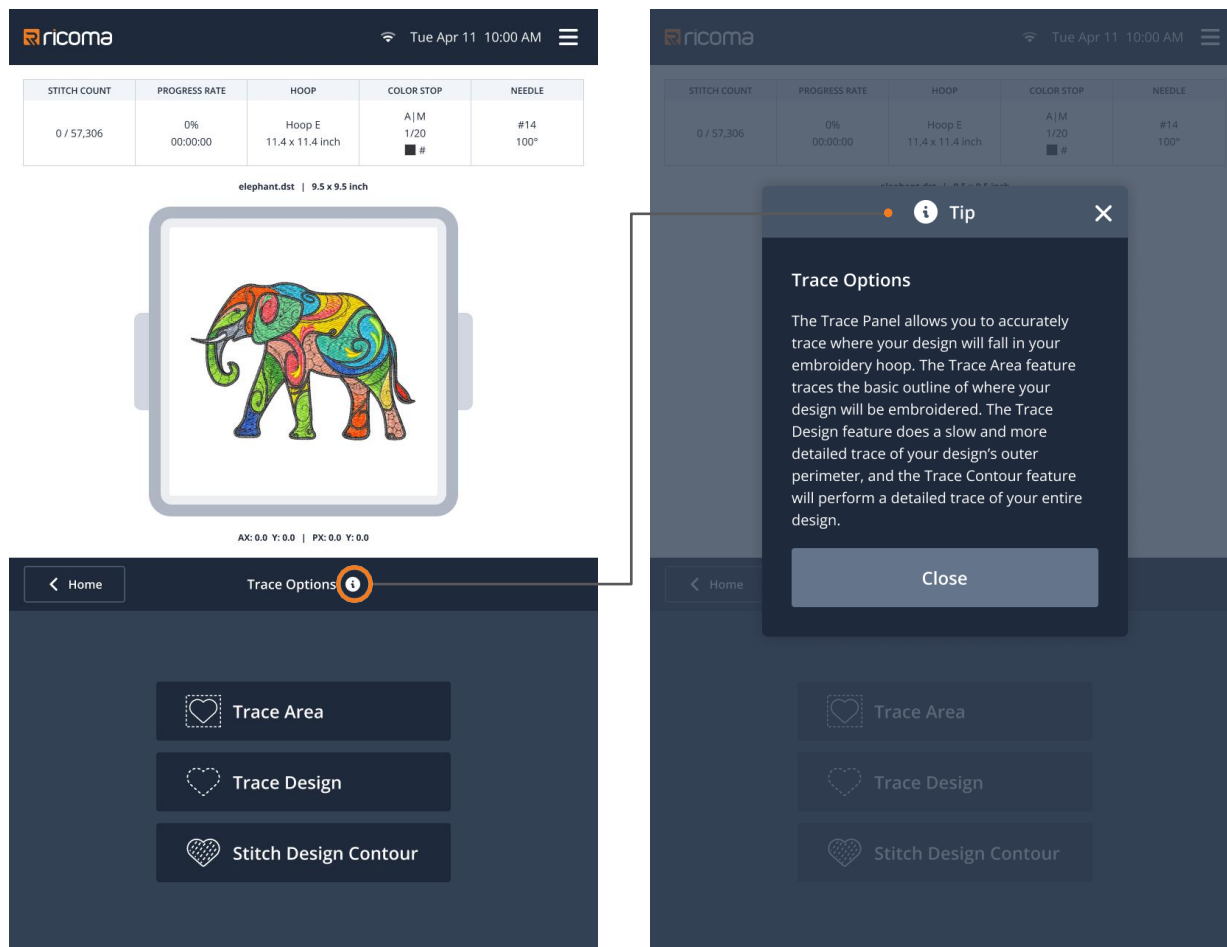 ricoma
Tue Apr 11 10:00 AM
STITCH COUNT PROGRESS RATE HOOP COLOR STOP NEEDLE
0 / 57,306
0%
00:00:00
Hoop E
11.4 x 11.4 inch
A|M
1/20
#
#14
100°
elephant.dst | 9.5 x 9.5 inch
AX: 0.0 Y: 0.0 | PX: 0.0 Y: 0.0
Home
Trace Options
Trace Area
Trace Design
Stitch Design Contour
ricoma
Tue Apr 11 10:00 AM
STITCH COUNT PROGRESS RATE HOOP COLOR STOP NEEDLE
0 / 57,306
0%
00:00:00
Hoop E
11.4 x 11.4 inch
A|M
1/20
#
#14
100°
elephant.dst | 9.5 x 9.5 inch
Tip
Trace Options
The Trace Panel allows you to accurately
trace where your design will fall in your
embroidery hoop. The Trace Area feature
traces the basic outline of where your
design will be embroidered. The Trace
Design feature does a slow and more
detailed trace of your design’s outer
perimeter, and the Trace Contour feature
will perform a detailed trace of your entire
design.
Close
Home
Trace Area
Trace Design
Stitch Design Contour